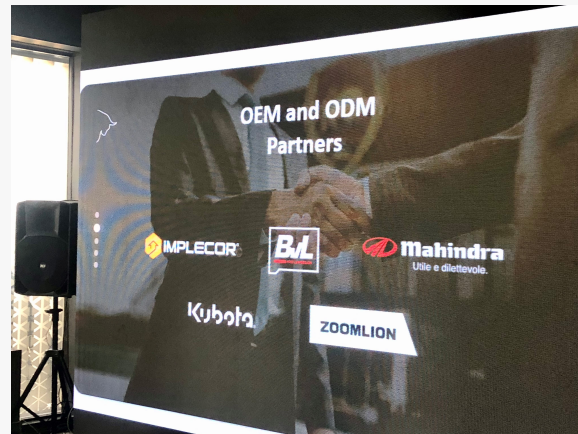 OEM and ODM
Partners
IMPLECOR
BvL
Mahindra
Utile e dilettevole.
Kubota
ZOOMLION